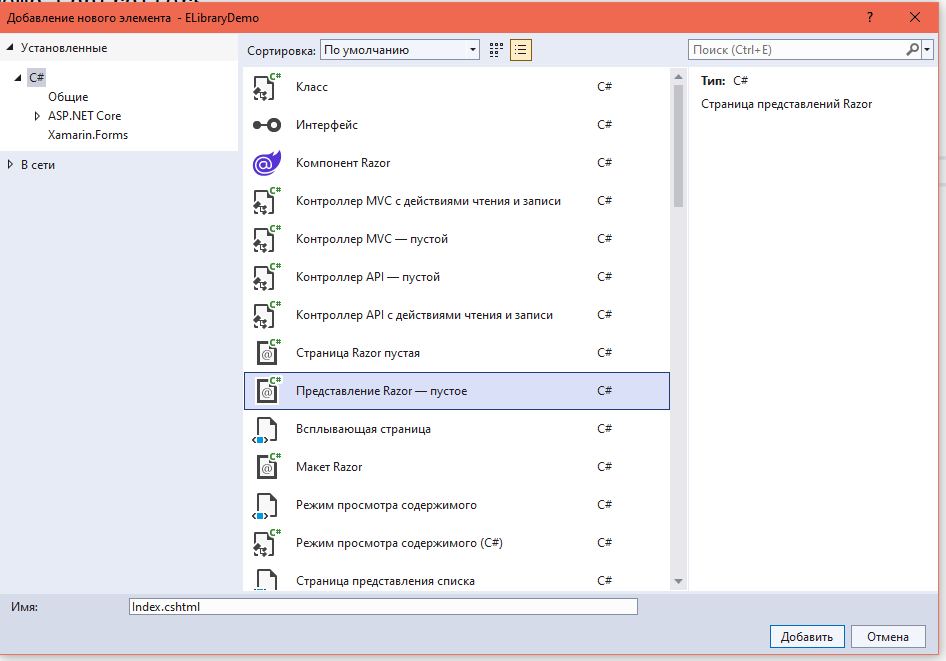 Добавление нового элемента - ELibraryDemo
?
Установленные
C#
Общие
ASP.NET Core
Xamarin.Forms
В сети
Сортировка: По умолчанию
Поиск (Ctrl+E)
Класс C#
Интерфейс C#
Компонент Razor C#
Контроллер MVC с действиями чтения и записи C#
Контроллер MVC — пустой C#
Контроллер API — пустой C#
Контроллер API с действиями чтения и записи C#
Страница Razor пустая C#
Представление Razor — пустое C#
Всплывающая страница C#
Макет Razor C#
Режим просмотра содержимого C#
Режим просмотра содержимого (C#) C#
Страница представления списка C#
Тип: C#
Страница представлений Razor
Имя: Index.cshtml
Добавить Отмена